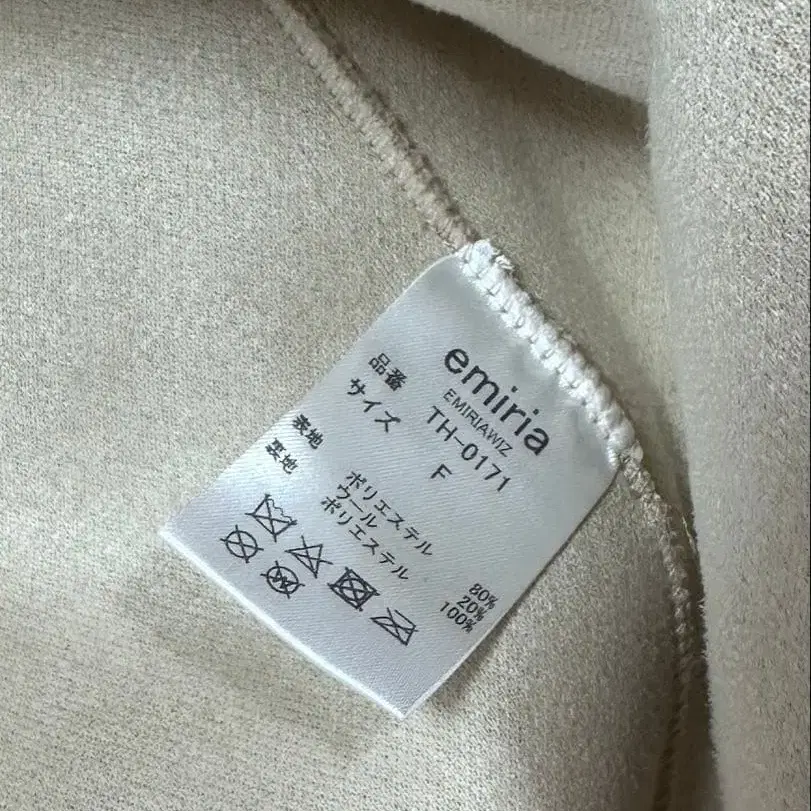 emiria
EMIRIAWIZ
品番 TH-0171
サイズ F
表地 ポリエステル 80%
ウール 20%
裏地 ポリエステル 100%